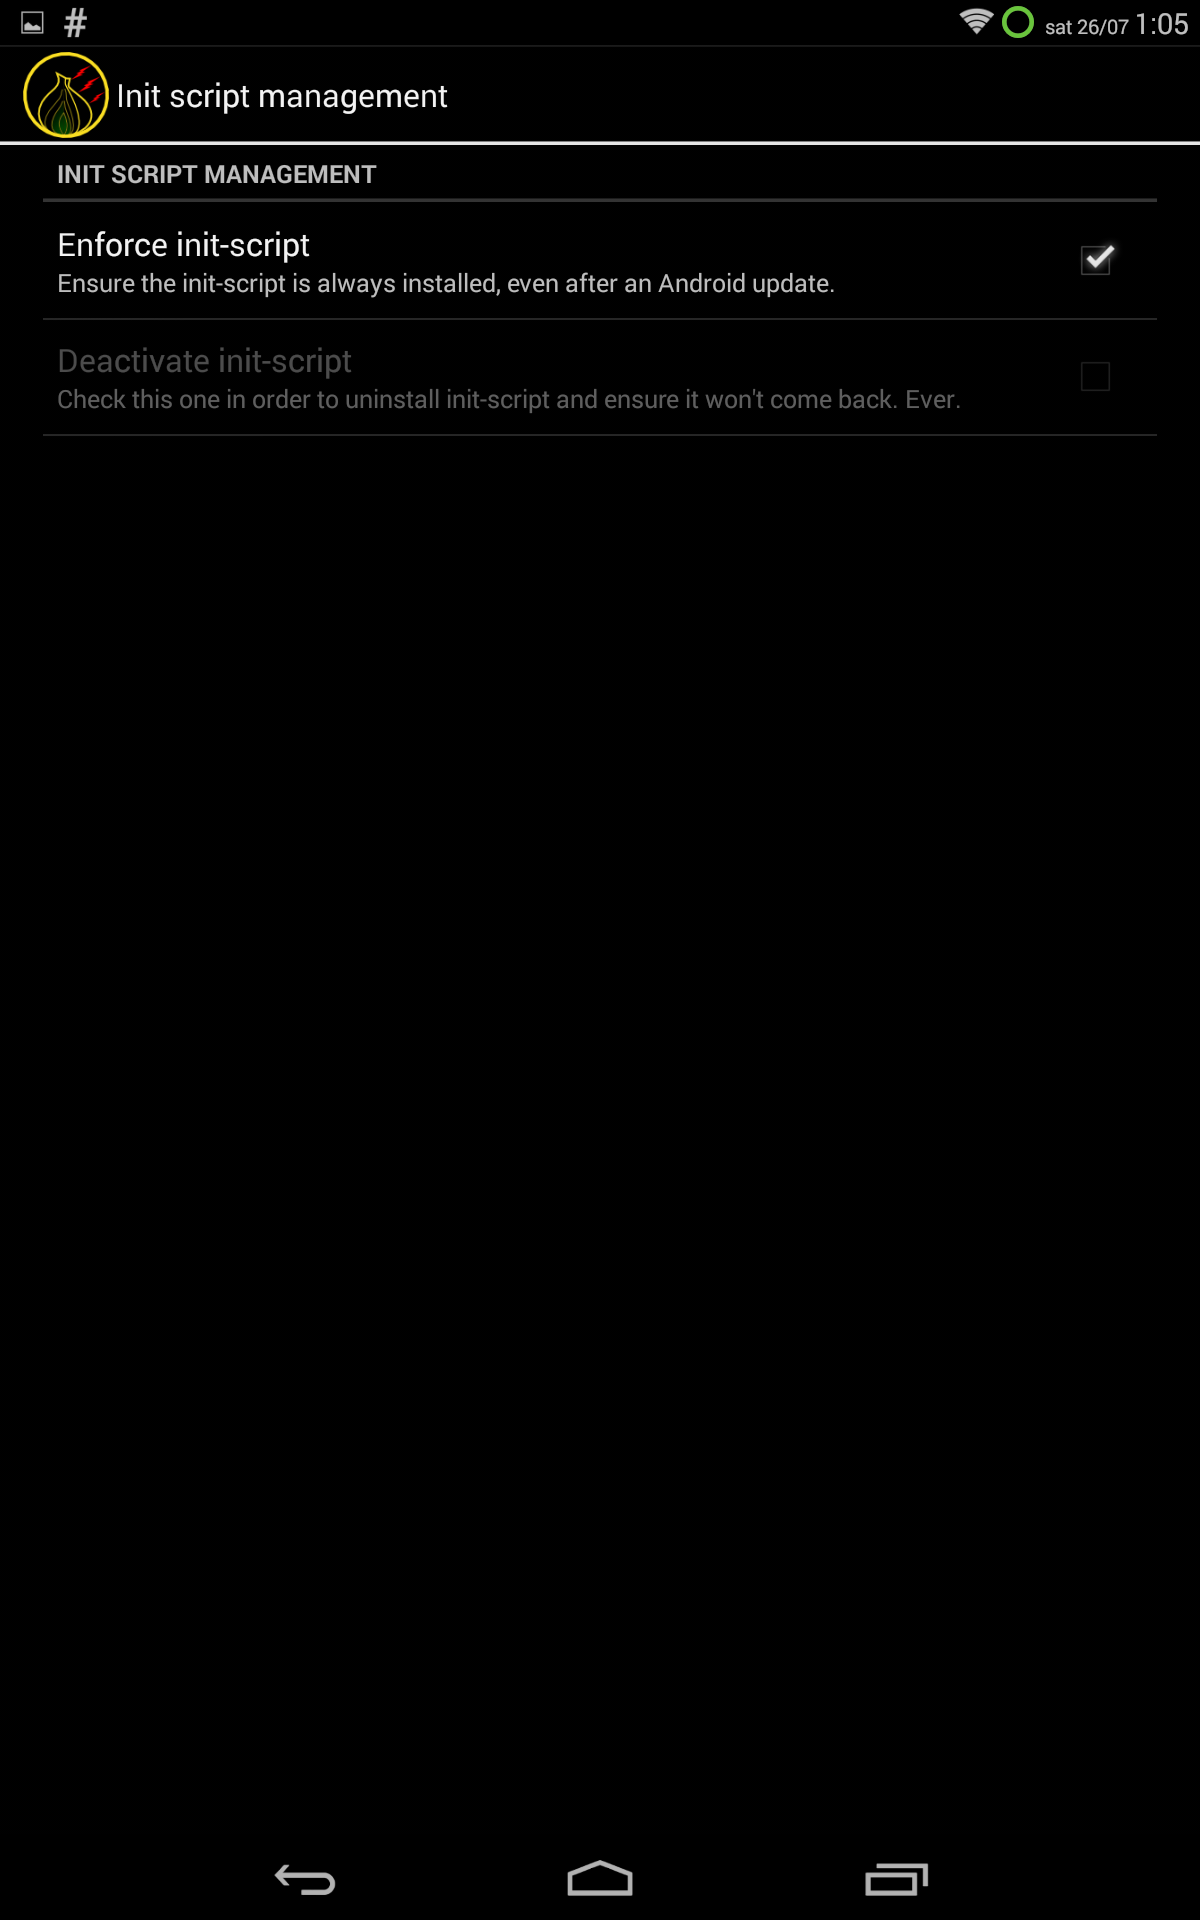 # sat 26/07 1:05
Init script management
INIT SCRIPT MANAGEMENT
Enforce init-script
Ensure the init-script is always installed, even after an Android update.
Deactivate init-script
Check this one in order to uninstall init-script and ensure it won't come back. Ever.